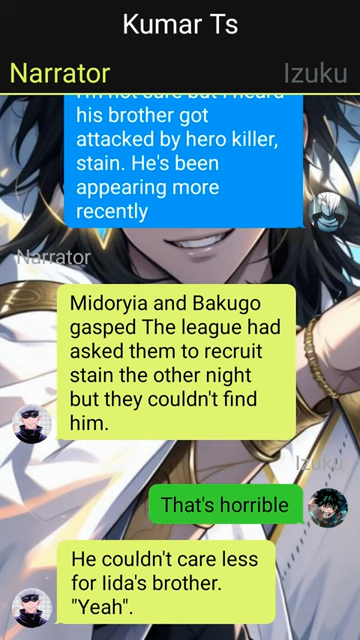 Kumar Ts
Narrator
Izuku
I'm not sure but I heard
his brother got
attacked by hero killer,
stain. He's been
appearing more
recently
Narrator
Midoryia and Bakugo
gasped The league had
asked them to recruit
stain the other night
but they couldn't find
him.
Izuku
That's horrible
He couldn't care less
for Iida's brother.
"Yeah".